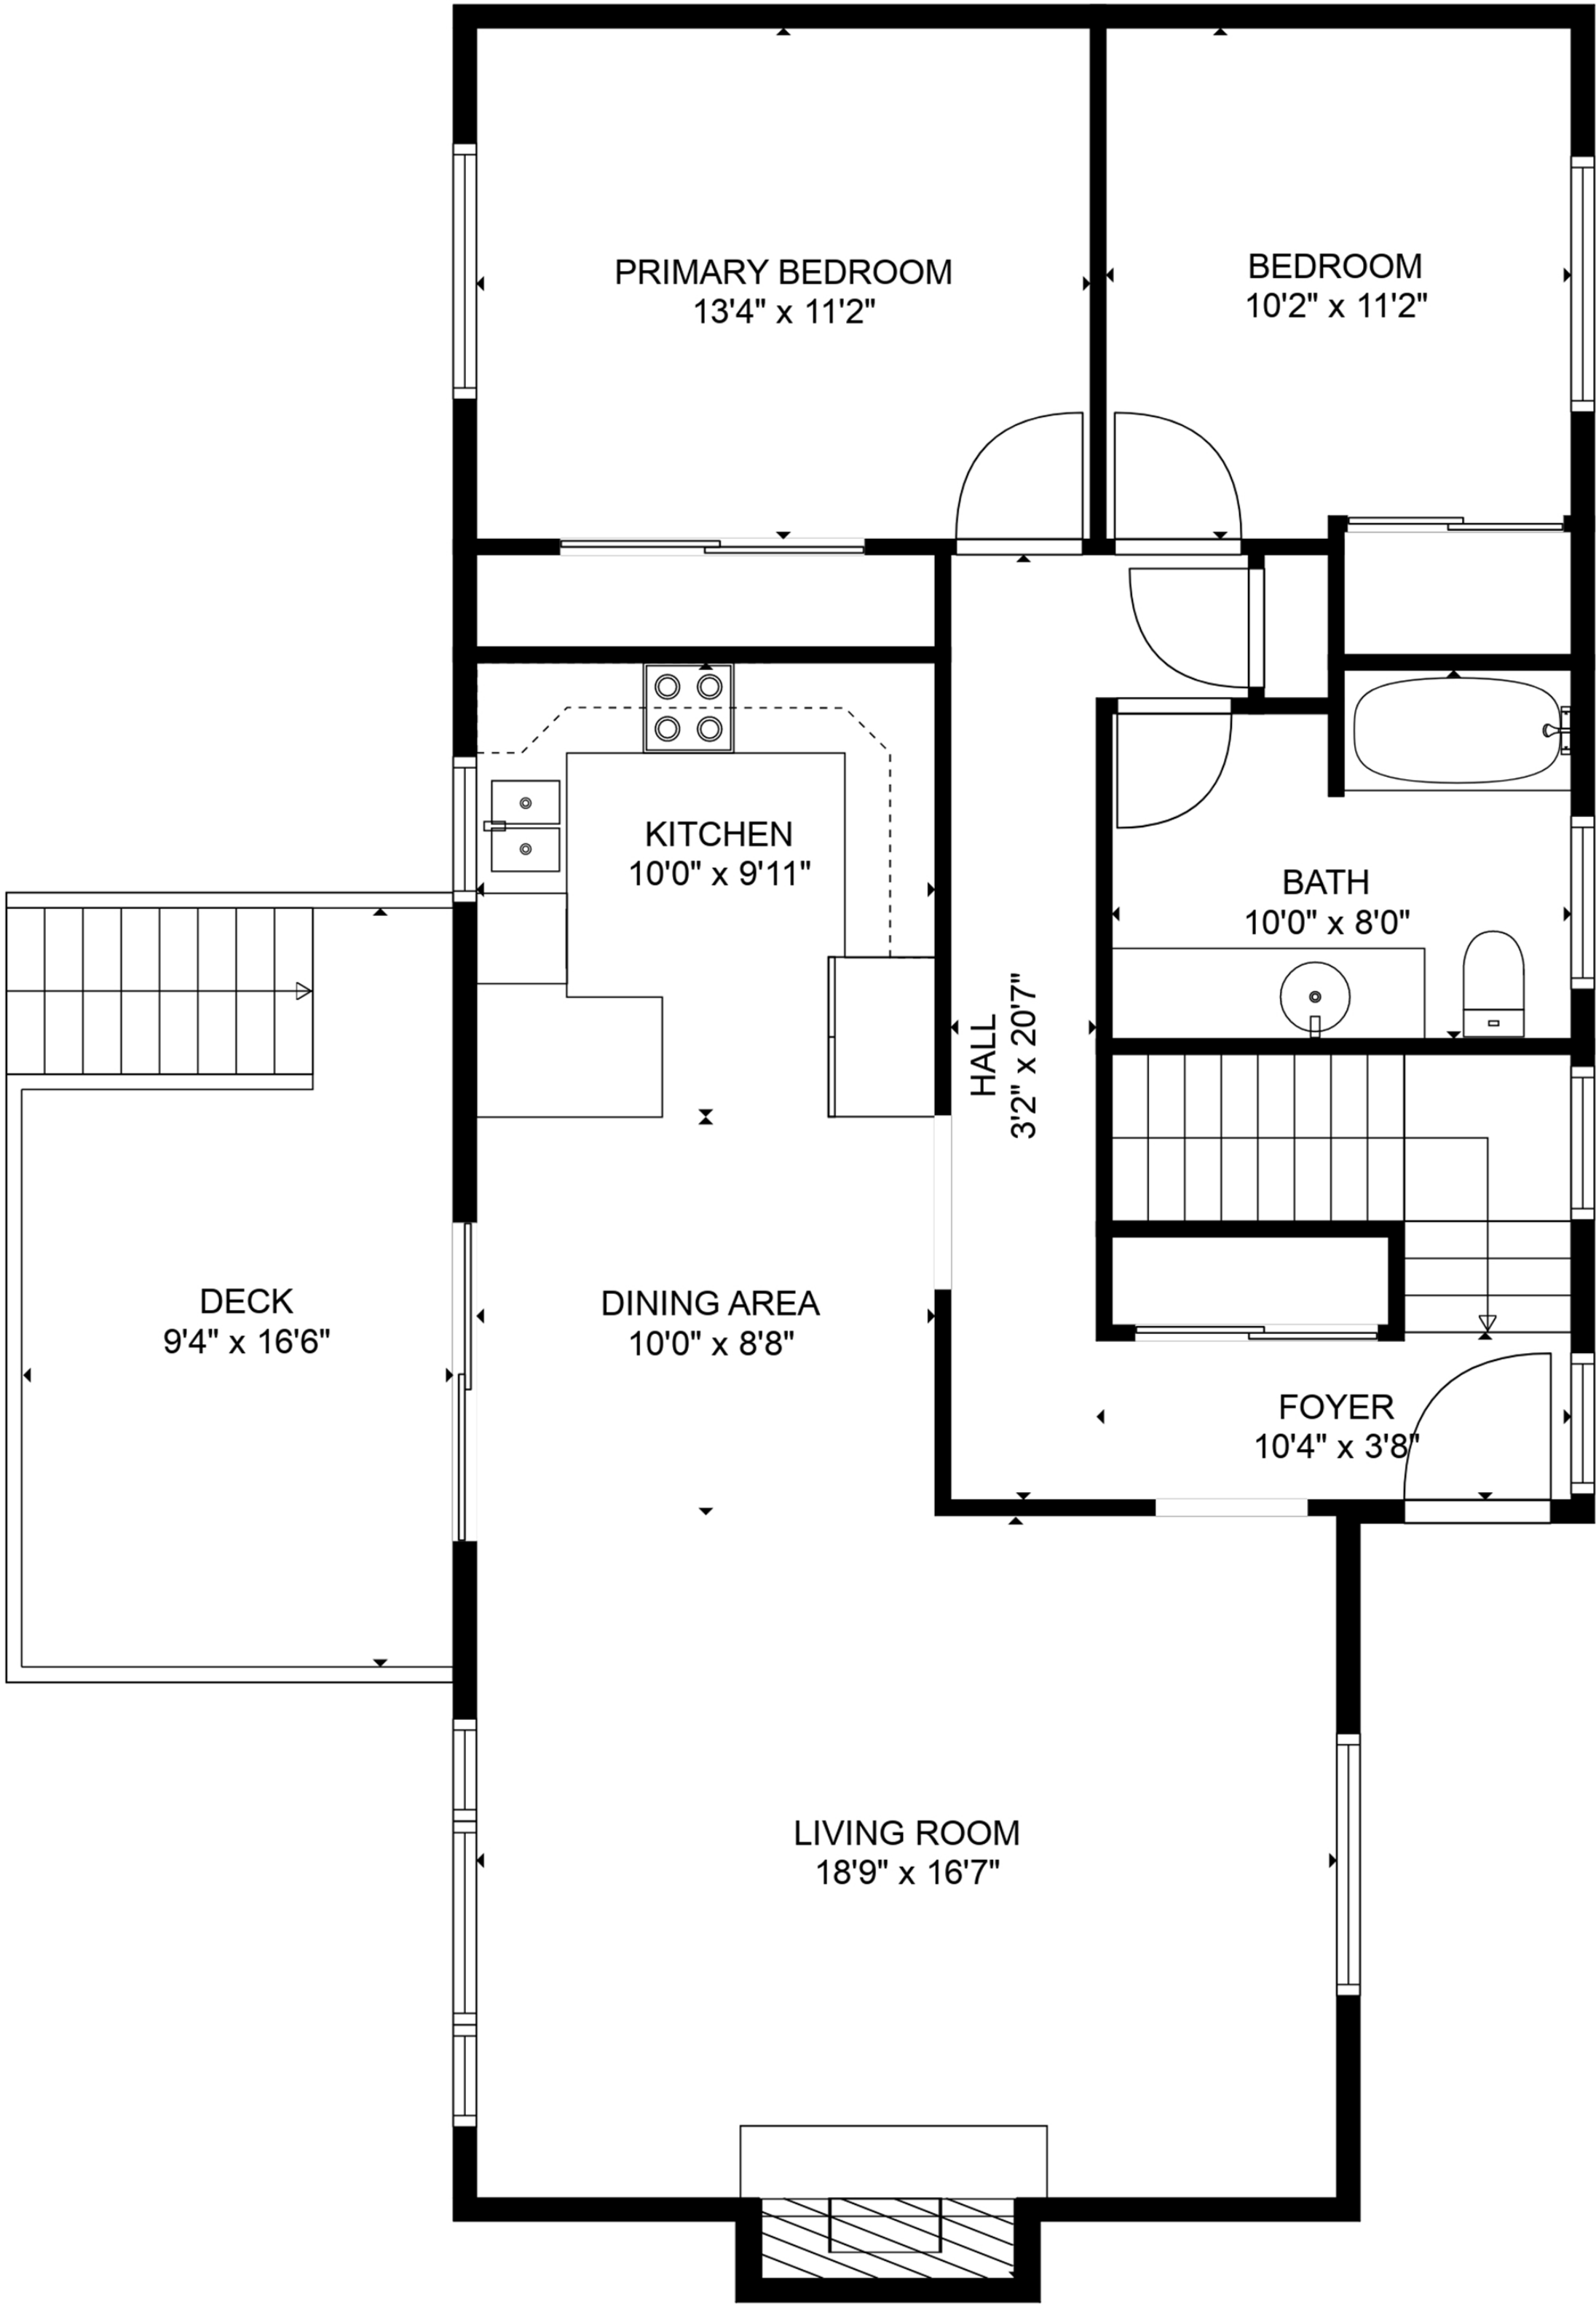 PRIMARY BEDROOM
13'4" x 11'2"
BEDROOM
10'2" x 11'2"
KITCHEN
10'0" x 9'11"
BATH
10'0" x 8'0"
HALL
3'2" x 20'7"
DECK
9'4" x 16'6"
DINING AREA
10'0" x 8'8"
FOYER
10'4" x 3'8"
LIVING ROOM
18'9" x 16'7"